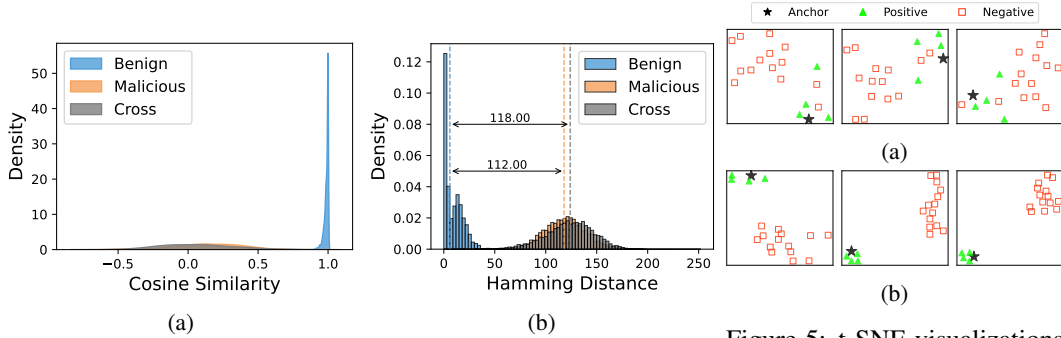 50
40
30
20
10
0
Density
Benign
Malicious
Cross
−0.5 0.0 0.5 1.0
Cosine Similarity
(a)
0.12
0.10
0.08
0.06
0.04
0.02
0.00
Density
Benign
Malicious
Cross
118.00
112.00
0 50 100 150 200 250
Hamming Distance
(b)
Anchor Positive Negative
(a)
(b)
Figure 5: t-SNE visualizations